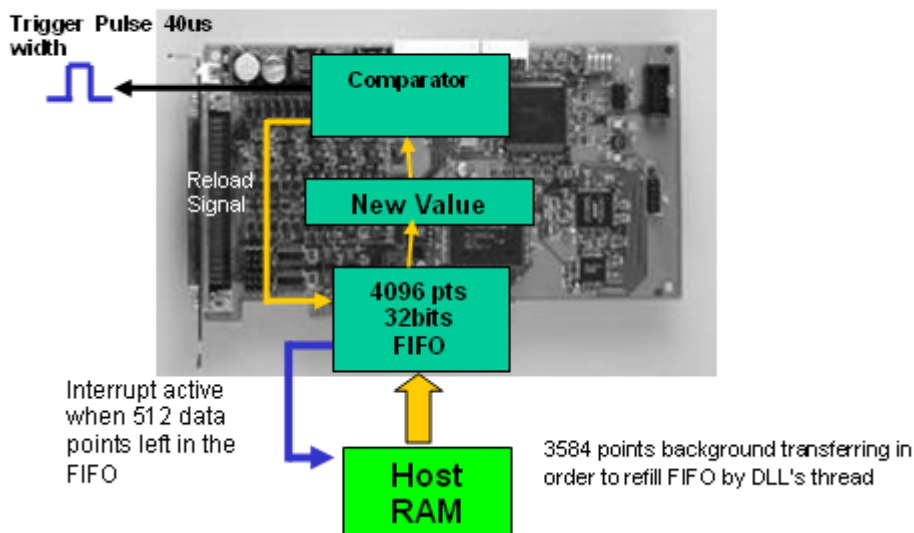 Trigger Pulse 40us
width
Comparator
Reload
Signal
New Value
4096 pts
32bits
FIFO
Interrupt active
when 512 data
points left in the
FIFO
3584 points background transferring in
order to refill FIFO by DLL's thread
Host
RAM